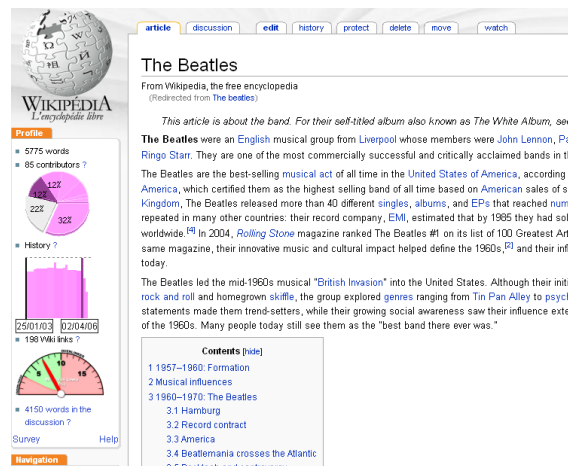 article discussion edit history protect delete move watch
WIKIPÉDIA
L'encyclopédie libre
The Beatles
From Wikipedia, the free encyclopedia
(Redirected from The beatles)
This article is about the band. For their self-titled album also known as The White Album, see
The Beatles were an English musical group from Liverpool whose members were John Lennon,
Ringo Starr. They are one of the most commercially successful and critically acclaimed bands in
The Beatles are the best-selling musical act of all time in the United States of America, according
America, which certified them as the highest selling band of all time based on American sales of
Kingdom, The Beatles released more than 40 different singles, albums, and EPs that reached
repeated in many other countries: their record company, EMI, estimated that by 1985 they had
worldwide.[4] In 2004, Rolling Stone magazine ranked The Beatles #1 on its list of 100 Greatest
same magazine, their innovative music and cultural impact helped define the 1960s,[2] and their
today.
The Beatles led the mid-1960s musical "British Invasion" into the United States. Although their
rock and roll and homegrown skiffle, the group explored genres ranging from Tin Pan Alley to
statements made them trend-setters, while their growing social awareness saw their influence
of the 1960s. Many people today still see them as the "best band there ever was."
Contents [hide]
1 1957–1960: Formation
2 Musical influences
3 1960–1970: The Beatles
3.1 Hamburg
3.2 Record contract
3.3 America
3.4 Beatlemania crosses the Atlantic
Profile
5775 words
85 contributors ?
12%
12%
22%
32%
History ?
25/01/03 02/04/06
198 Wiki links ?
5 10 15
4150 words in the
discussion ?
Survey Help
Navigation